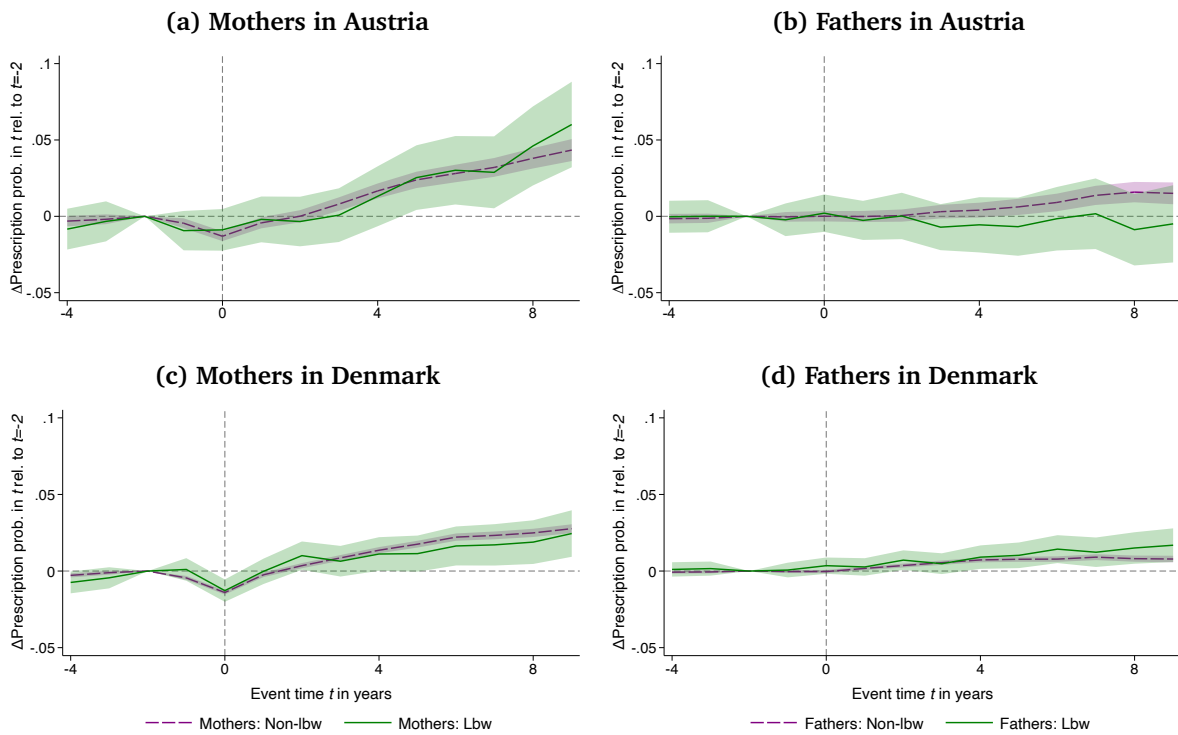 (a) Mothers in Austria
ΔPrescription prob. in t rel. to t=-2
.1
.05
0
-.05
-4 0 4 8
(b) Fathers in Austria
ΔPrescription prob. in t rel. to t=-2
.1
.05
0
-.05
-4 0 4 8
(c) Mothers in Denmark
ΔPrescription prob. in t rel. to t=-2
.1
.05
0
-.05
-4 0 4 8
Event time t in years
Mothers: Non-lbw Mothers: Lbw
(d) Fathers in Denmark
ΔPrescription prob. in t rel. to t=-2
.1
.05
0
-.05
-4 0 4 8
Event time t in years
Fathers: Non-lbw Fathers: Lbw